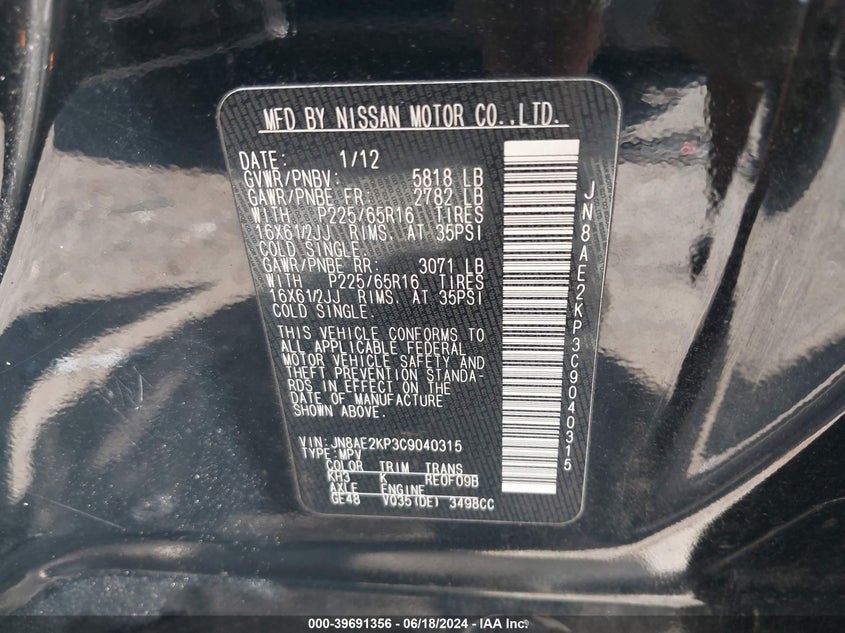 MFD BY NISSAN MOTOR CO.,LTD.
DATE: 1/12
GVWR/PNBV: 5818 LB
GAWR/PNBE FR: 2782 LB
WITH P225/65R16 TIRES
16X61/2JJ RIMS. AT 35PSI
COLD SINGLE.
GAWR/PNBE RR: 3071 LB
WITH P225/65R16 TIRES
16X61/2JJ RIMS. AT 35PSI
COLD SINGLE.
THIS VEHICLE CONFORMS TO
ALL APPLICABLE FEDERAL
MOTOR VEHICLE SAFETY AND
THEFT PREVENTION STANDA-
RDS IN EFFECT ON THE
DATE OF MANUFACTURE
SHOWN ABOVE.
VIN:JN8AE2KP3C9040315
TYPE:MPV
COLOR TRIM TRANS
KH3 K RE0F09B
AXLE ENGINE
GE48 VQ35(DE) 3498CC
JN8AE2KP3C9040315
000-39691356 - 06/18/2024 - IAA Inc.